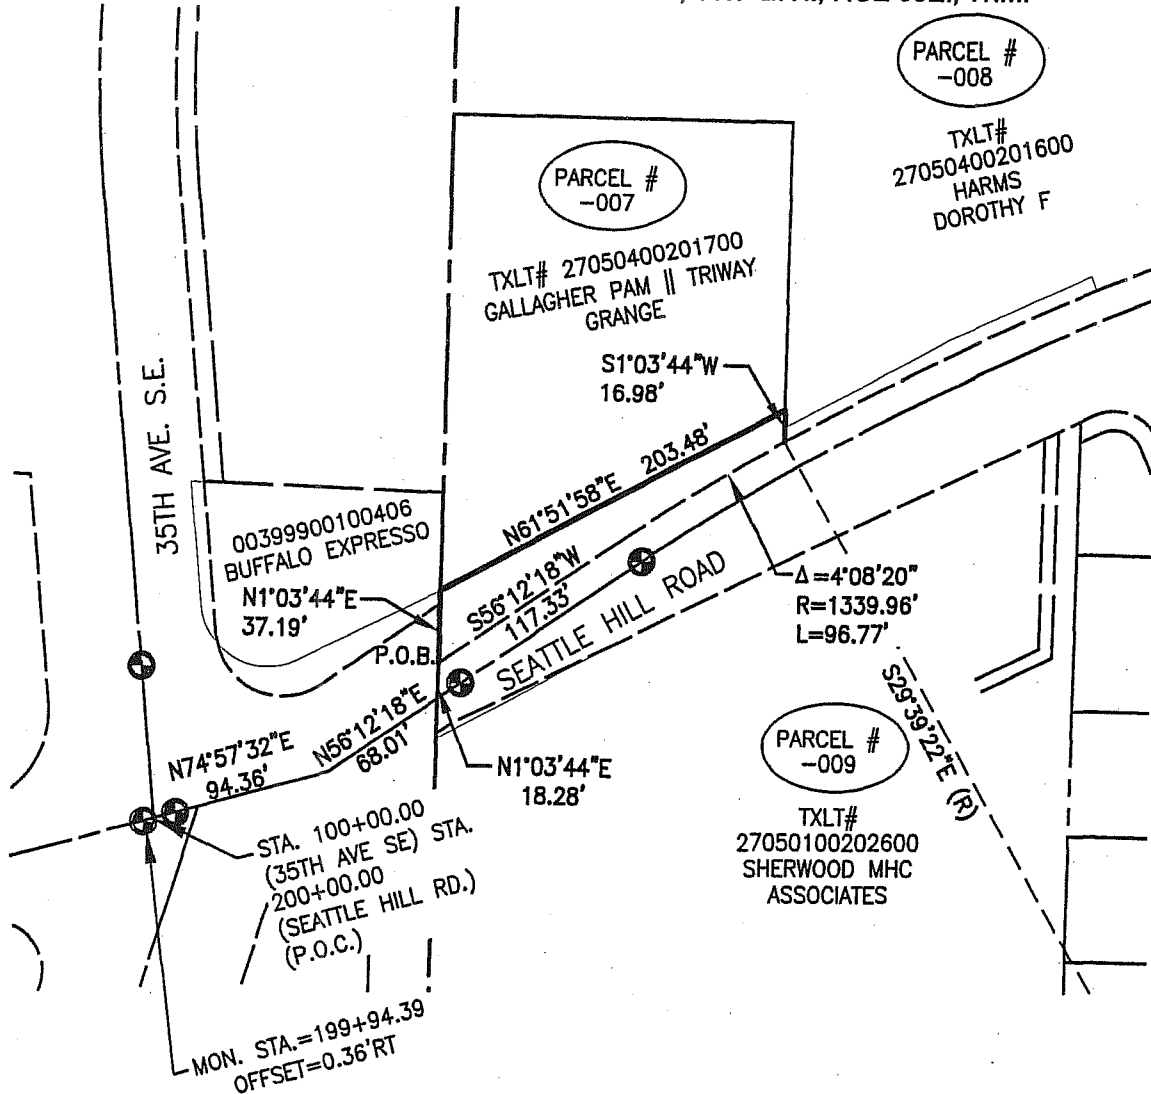 PARCEL #
-008
TXLT#
27050400201600
HARMS
DOROTHY F
PARCEL #
-007
TXLT# 27050400201700
GALLAGHER PAM || TRIWAY
GRANGE
S1°03'44"W
16.98'
35TH AVE. S.E.
N61°51'58"E 203.48'
00399900100406
BUFFALO EXPRESSO
N1°03'44"E
37.19'
S56°12'18"W
117.33'
SEATTLE HILL ROAD
Δ=4°08'20"
R=1339.96'
L=96.77'
P.O.B.
S29°39'22"E (R)
N56°12'18"E
68.01'
N74°57'32"E
94.36'
N1°03'44"E
18.28'
PARCEL #
-009
TXLT#
27050100202600
SHERWOOD MHC
ASSOCIATES
STA. 100+00.00
(35TH AVE SE) STA.
200+00.00
(SEATTLE HILL RD.)
(P.O.C.)
MON. STA.=199+94.39
OFFSET=0.36'RT